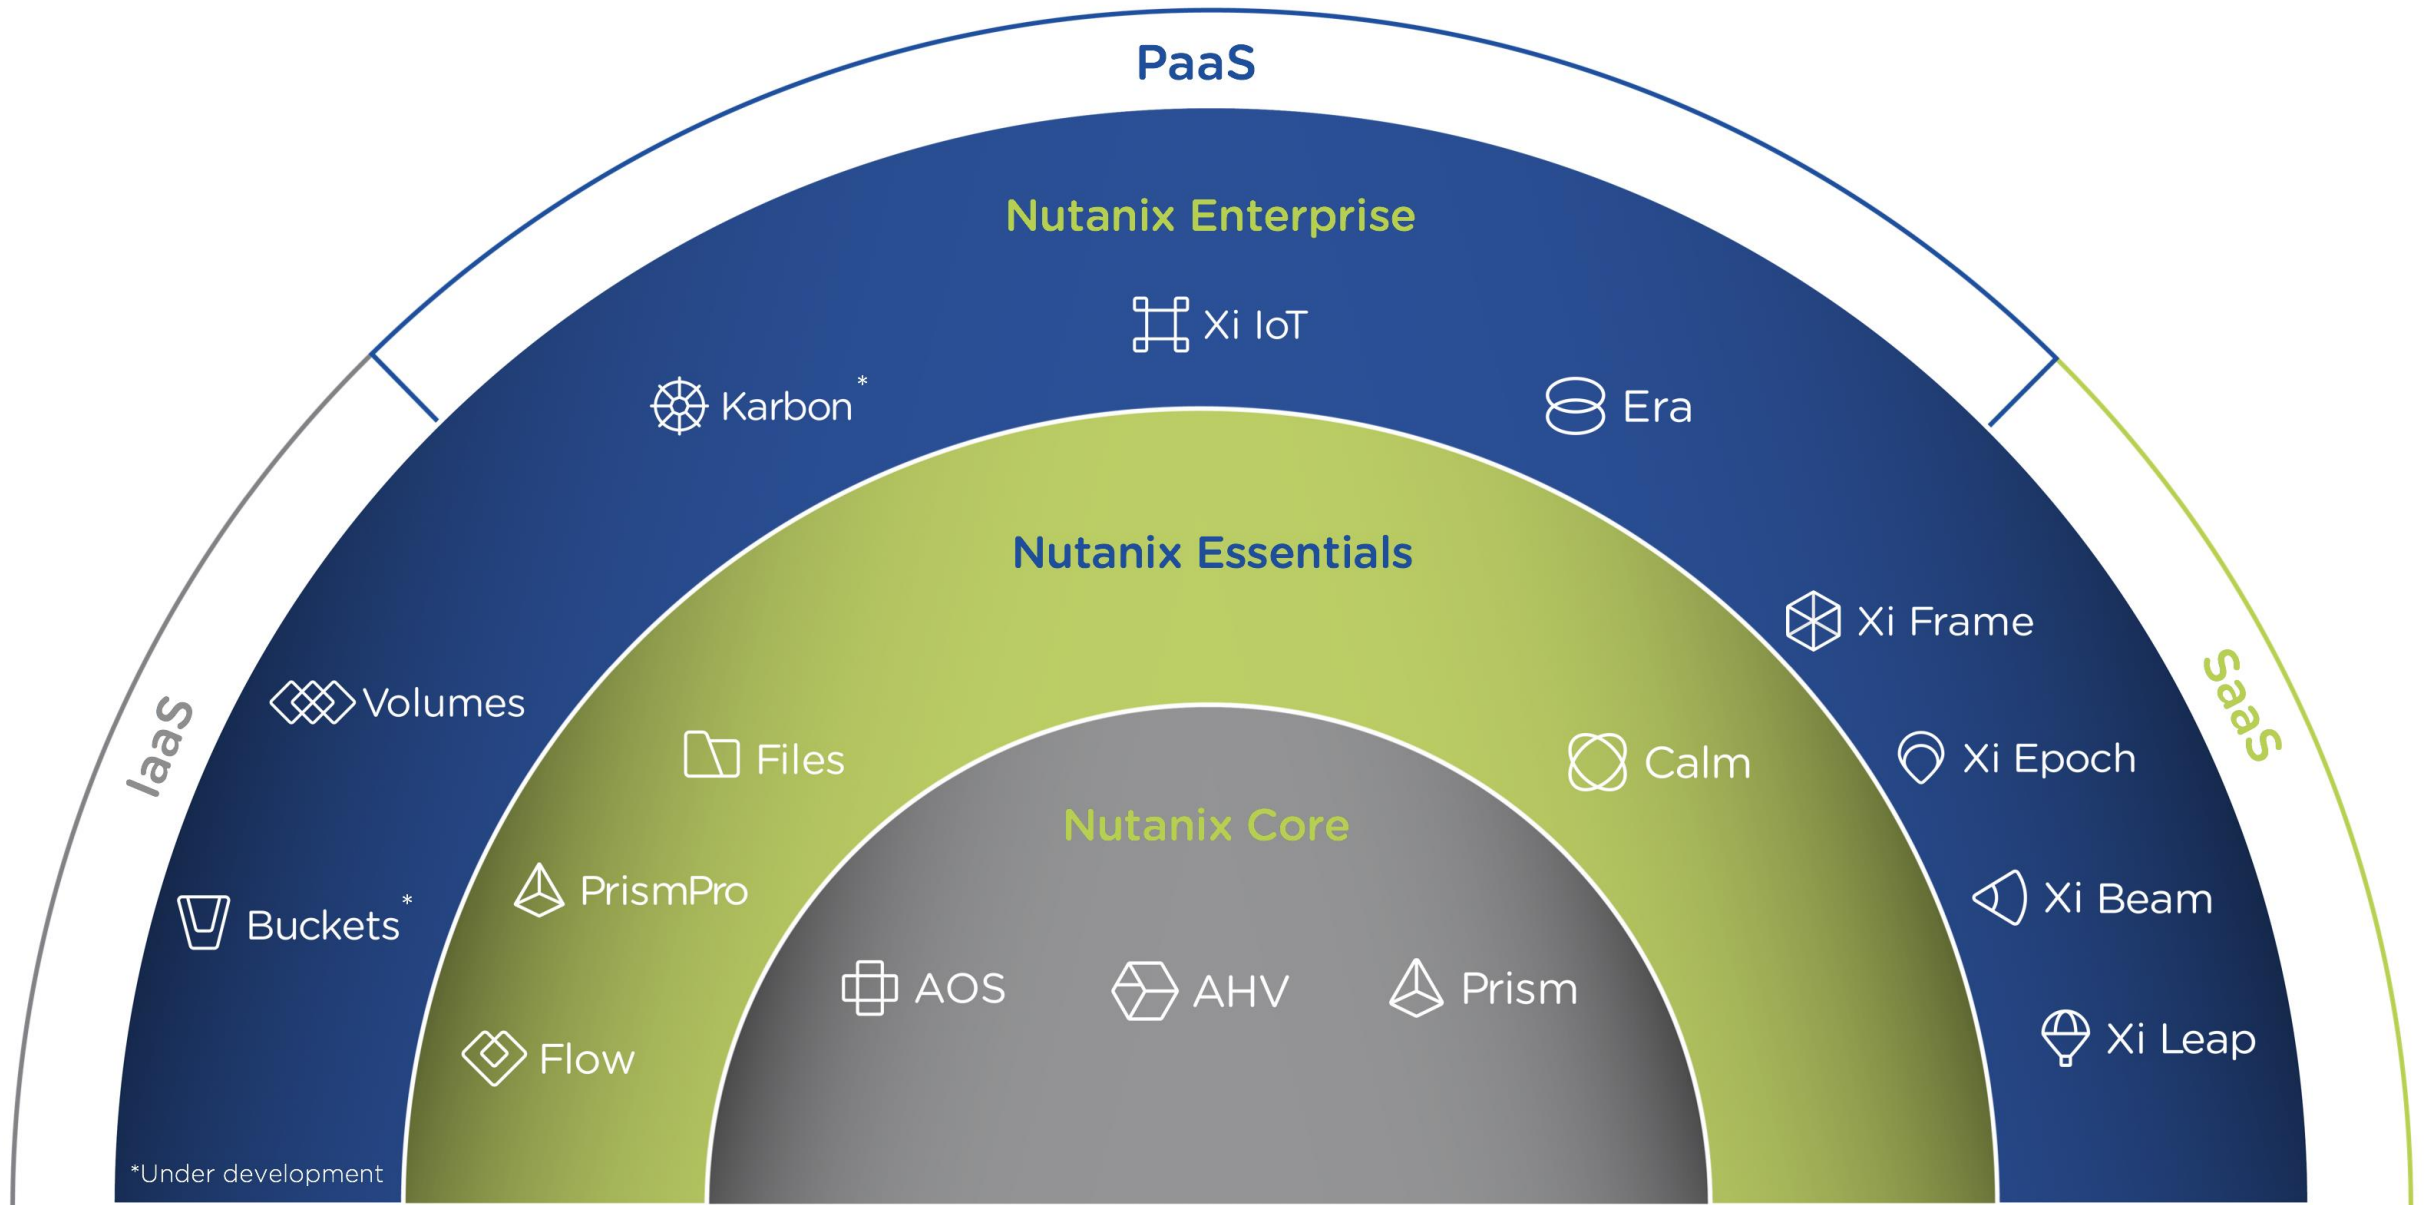 PaaS
Nutanix Enterprise
Xi IoT
Karbon*
Era
Nutanix Essentials
Xi Frame
IaaS
SaaS
Volumes
Files
Calm
Xi Epoch
Nutanix Core
PrismPro
Xi Beam
Buckets*
AOS
AHV
Prism
Flow
Xi Leap
*Under development